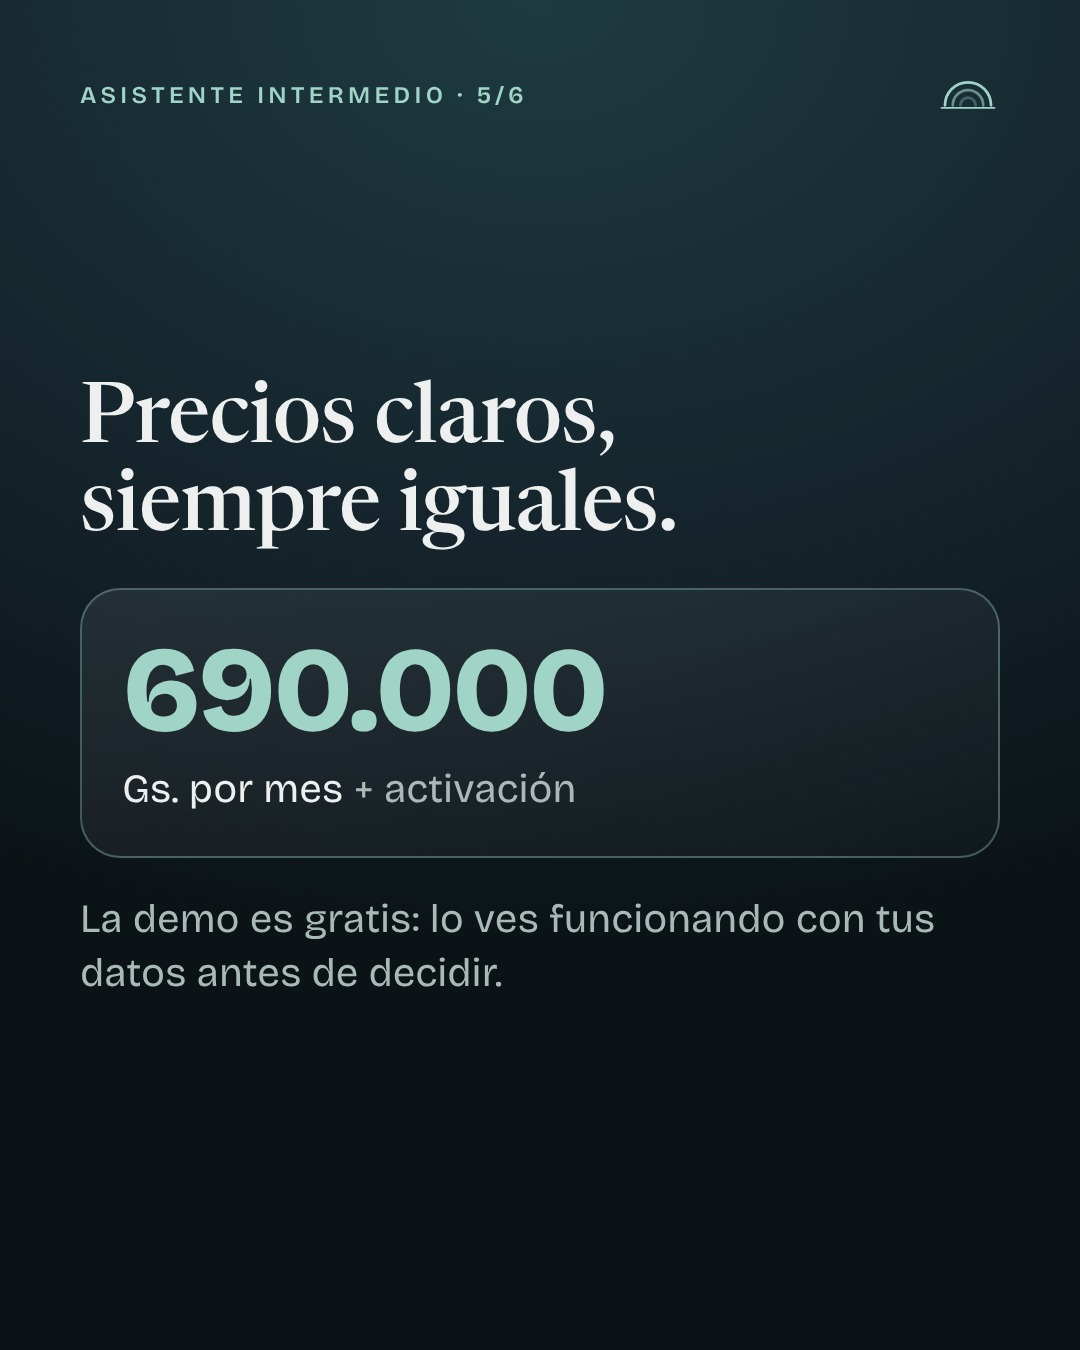 ASISTENTE INTERMEDIO · 5/6
Precios claros,
siempre iguales.
690.000
Gs. por mes + activación
La demo es gratis: lo ves funcionando con tus
datos antes de decidir.